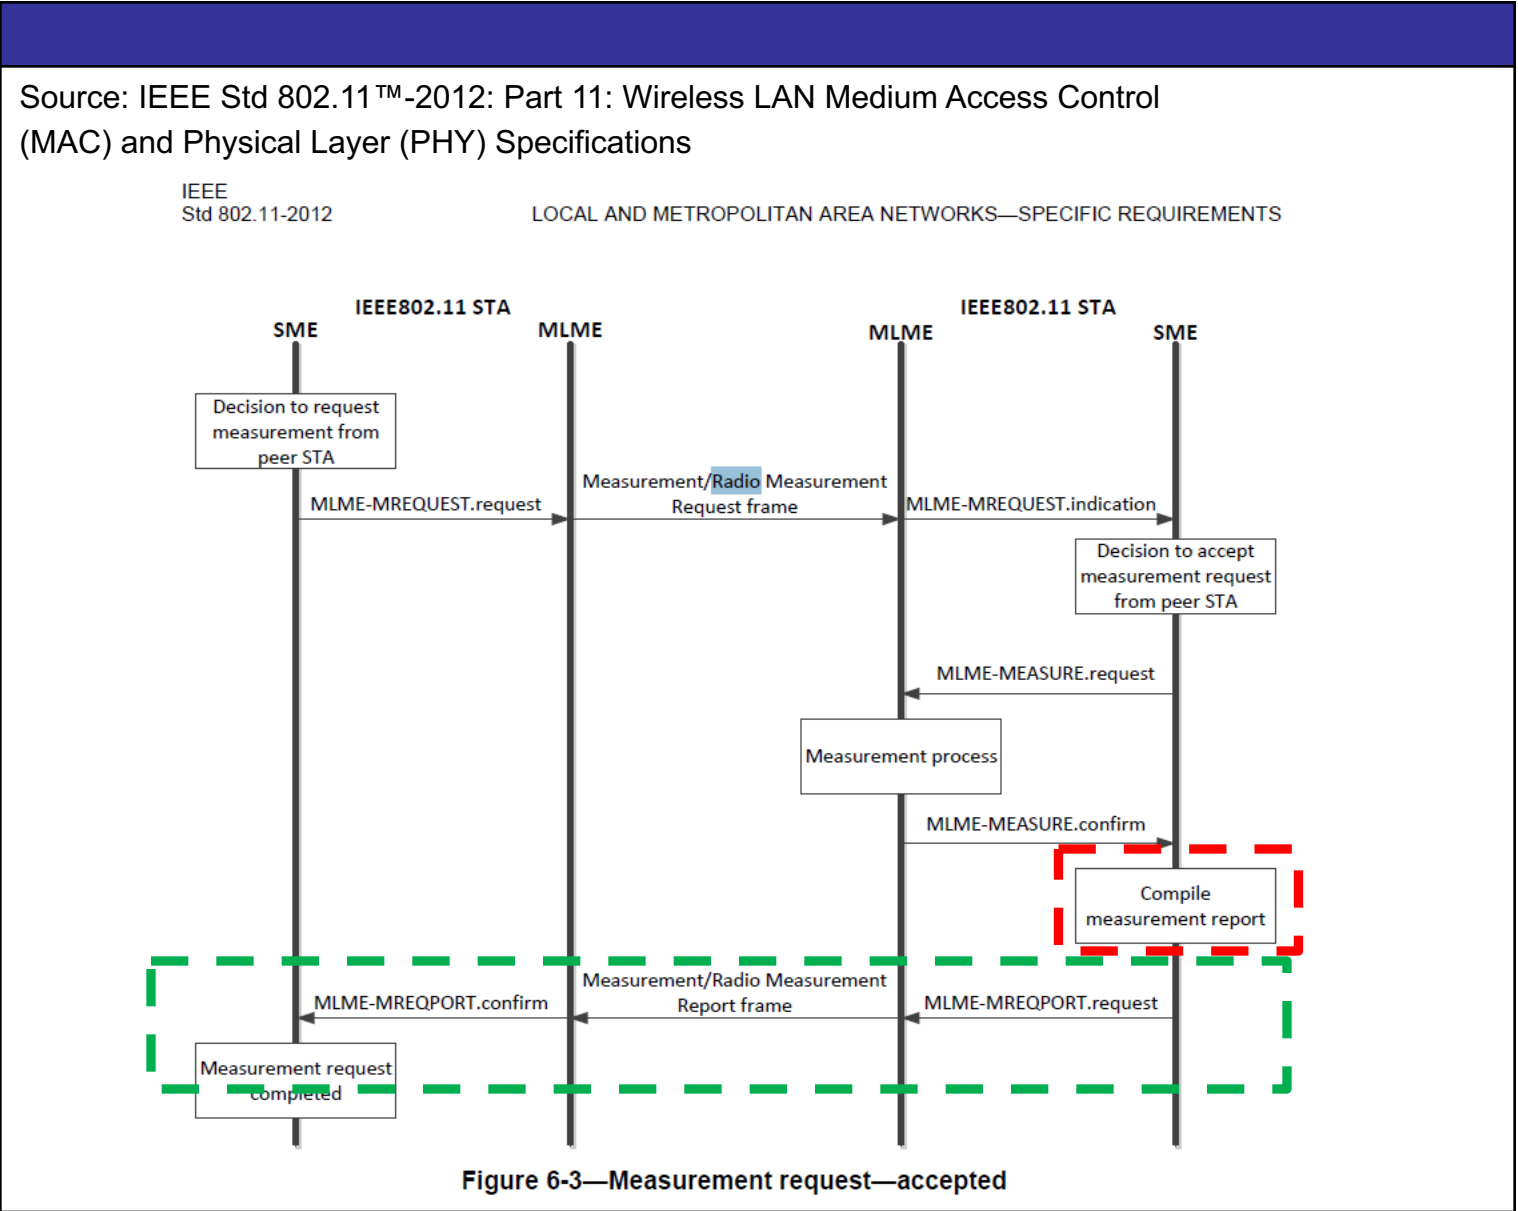 Source: IEEE Std 802.11™-2012: Part 11: Wireless LAN Medium Access Control
(MAC) and Physical Layer (PHY) Specifications
IEEE
Std 802.11-2012
LOCAL AND METROPOLITAN AREA NETWORKS—SPECIFIC REQUIREMENTS
IEEE802.11 STA
IEEE802.11 STA
SME
MLME
MLME
SME
Decision to request
measurement from
peer STA
MLME-MREQUEST.request
Measurement/Radio Measurement
Request frame
MLME-MREQUEST.indication
Decision to accept
measurement request
from peer STA
MLME-MEASURE.request
Measurement process
MLME-MEASURE.confirm
Compile
measurement report
MLME-MREQPORT.confirm
Measurement/Radio Measurement
Report frame
MLME-MREQPORT.request
Measurement request
completed
Figure 6-3—Measurement request—accepted